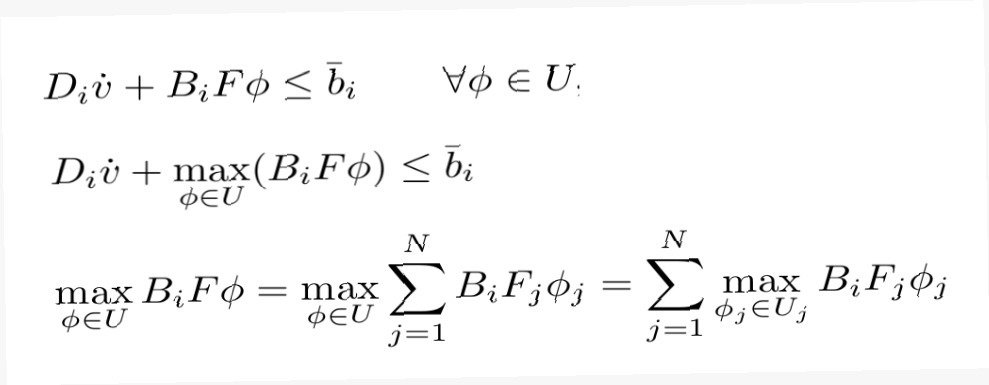 $D_i \dot{v} + B_i F \phi \leq \bar{b}_i \qquad \forall \phi \in U.$
$D_i \dot{v} + \max_{\phi \in U} (B_i F \phi) \leq \bar{b}_i$
$\max_{\phi \in U} B_i F \phi = \max_{\phi \in U} \sum_{j=1}^{N} B_i F_j \phi_j = \sum_{j=1}^{N} \max_{\phi_j \in U_j} B_i F_j \phi_j$